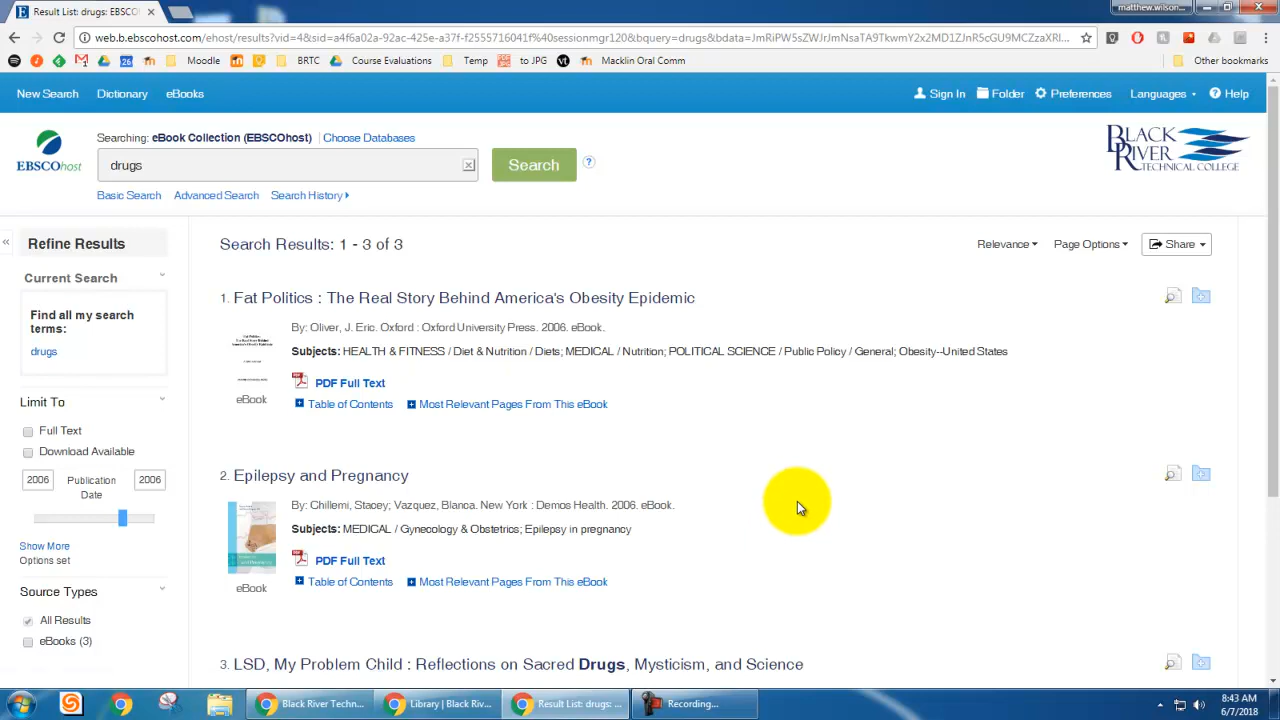 Result List: drugs: EBSCO
matthew.wilson...
web.b.ebscohost.com/ehost/results?vid=4&sid=a4f6a02a-92ac-425e-a37f-f2555716041f%40sessionmgr120&bquery=drugs&bdata=
Moodle
BRTC
Course Evaluations
Temp
to JPG
Macklin Oral Comm
Other bookmarks
New Search
Dictionary
eBooks
Sign In
Folder
Preferences
Languages
Help
EBSCOhost
Searching: eBook Collection (EBSCOhost)
Choose Databases
drugs
Search
Basic Search
Advanced Search
Search History
BLACK
RIVER
TECHNICAL COLLEGE
Refine Results
Current Search
Find all my search
terms:
drugs
Limit To
Full Text
Download Available
2006
Publication
Date
2006
Show More
Options set
Source Types
All Results
eBooks (3)
Search Results: 1 - 3 of 3
Relevance
Page Options
Share
1. Fat Politics : The Real Story Behind America's Obesity Epidemic
By: Oliver, J. Eric. Oxford : Oxford University Press. 2006. eBook.
Subjects: HEALTH & FITNESS / Diet & Nutrition / Diets; MEDICAL / Nutrition; POLITICAL SCIENCE / Public Policy / General; Obesity--United States
PDF Full Text
Table of Contents
Most Relevant Pages From This eBook
eBook
2. Epilepsy and Pregnancy
By: Chillemi, Stacey; Vazquez, Blanca. New York : Demos Health. 2006. eBook.
Subjects: MEDICAL / Gynecology & Obstetrics; Epilepsy in pregnancy
PDF Full Text
Table of Contents
Most Relevant Pages From This eBook
eBook
3. LSD, My Problem Child : Reflections on Sacred Drugs, Mysticism, and Science
Black River Techn...
Library | Black Riv...
Result List: drugs: ...
Recording...
8:43 AM
6/7/2018